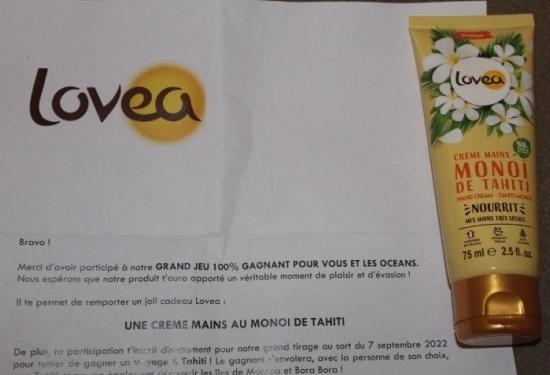 Lovea
Bravo !
Merci d'avoir participé à notre GRAND JEU 100% GAGNANT POUR VOUS ET LES OCEANS.
Nous espérons que notre produit t'aura apporté un véritable moment de plaisir et d'évasion !
Il te permet de remporter un joli cadeau Lovea :
UNE CREME MAINS AU MONOI DE TAHITI
De plus, ta participation t'inscrit directement pour notre grand tirage au sort du 7 septembre 2022
pour tenter de gagner un voyage à Tahiti ! Le gagnant s'envolera, avec la personne de son choix,
les îles de Moorea et Bora Bora !
Lovea
CRÈME MAINS
MONOÏ
DE TAHITI
HAND CREAM - TAHITI MONOI
NOURRIT
MES MAINS TRÈS SÈCHES
75 ml e 2.5 fl. oz.